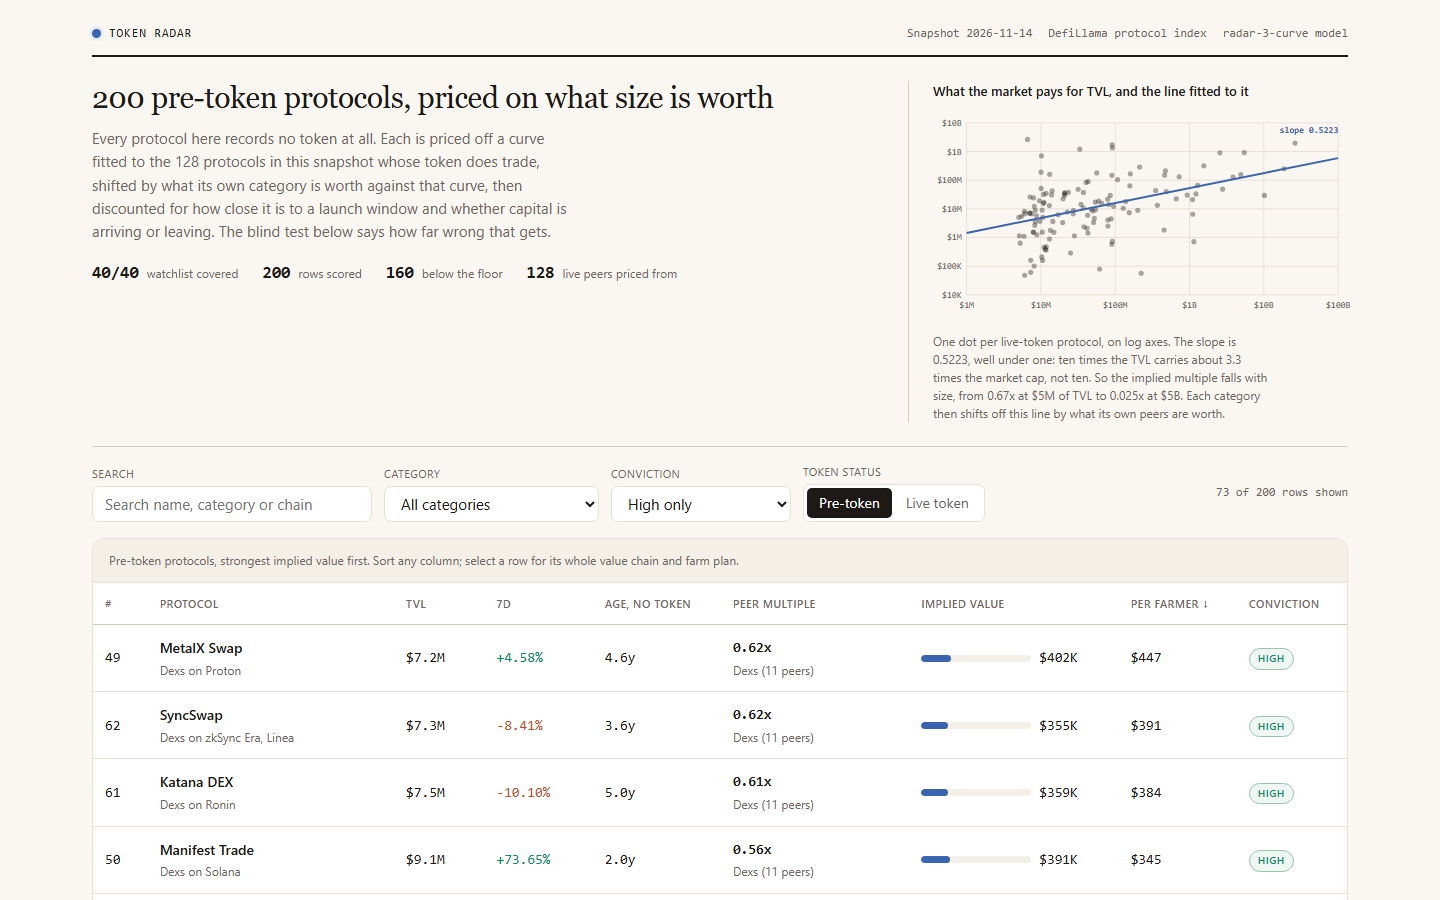 TOKEN RADAR
Snapshot 2026-11-14 DefiLlama protocol index radar-3-curve model
200 pre-token protocols, priced on what size is worth
Every protocol here records no token at all. Each is priced off a curve
fitted to the 128 protocols in this snapshot whose token does trade,
shifted by what its own category is worth against that curve, then
discounted for how close it is to a launch window and whether capital is
arriving or leaving. The blind test below says how far wrong that gets.
40/40 watchlist covered 200 rows scored 160 below the floor 128 live peers priced from
What the market pays for TVL, and the line fitted to it
slope 0.5223
$10B
$1B
$100M
$10M
$1M
$100K
$10K
$1M $10M $100M $1B $10B $100B
One dot per live-token protocol, on log axes. The slope is
0.5223, well under one: ten times the TVL carries about 3.3
times the market cap, not ten. So the implied multiple falls with
size, from 0.67x at $5M of TVL to 0.025x at $5B. Each category
then shifts off this line by what its own peers are worth.
SEARCH CATEGORY CONVICTION TOKEN STATUS
Search name, category or chain All categories High only Pre-token Live token
73 of 200 rows shown
Pre-token protocols, strongest implied value first. Sort any column; select a row for its whole value chain and farm plan.
# PROTOCOL TVL 7D AGE, NO TOKEN PEER MULTIPLE IMPLIED VALUE PER FARMER ↓ CONVICTION
49 MetalX Swap $7.2M +4.58% 4.6y 0.62x $402K $447 HIGH
Dexs on Proton Dexs (11 peers)
62 SyncSwap $7.3M -8.41% 3.6y 0.62x $355K $391 HIGH
Dexs on zkSync Era, Linea Dexs (11 peers)
61 Katana DEX $7.5M -10.10% 5.0y 0.61x $359K $384 HIGH
Dexs on Ronin Dexs (11 peers)
50 Manifest Trade $9.1M +73.65% 2.0y 0.56x $391K $345 HIGH
Dexs on Solana Dexs (11 peers)